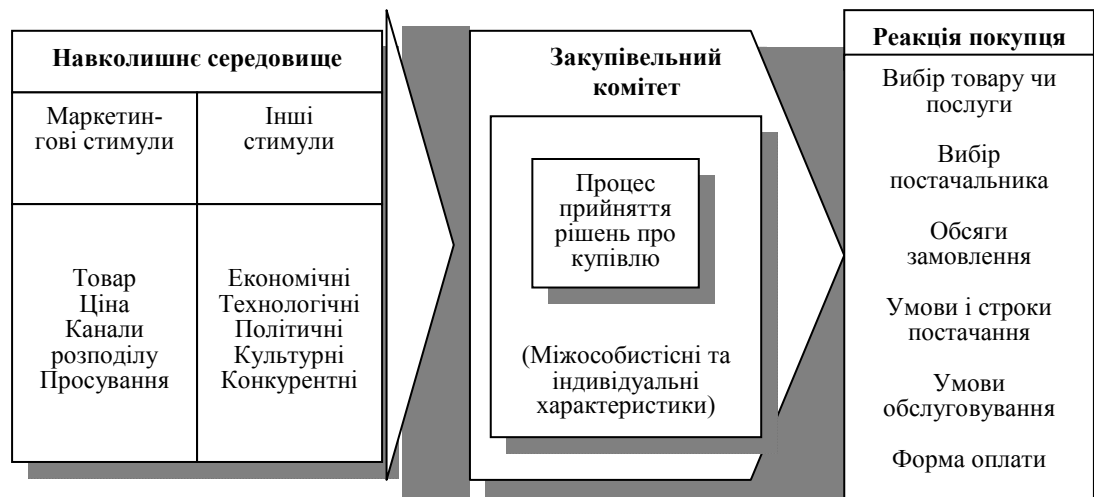 Навколишнє середовище
Маркетин-
гові стимули
Інші
стимули
Товар
Ціна
Канали
розподілу
Просування
Економічні
Технологічні
Політичні
Культурні
Конкурентні
Закупівельний
комітет
Процес
прийняття
рішень про
купівлю
(Міжособистісні та
індивідуальні
характеристики)
Реакція покупця
Вибір товару чи
послуги
Вибір
постачальника
Обсяги
замовлення
Умови і строки
постачання
Умови
обслуговування
Форма оплати